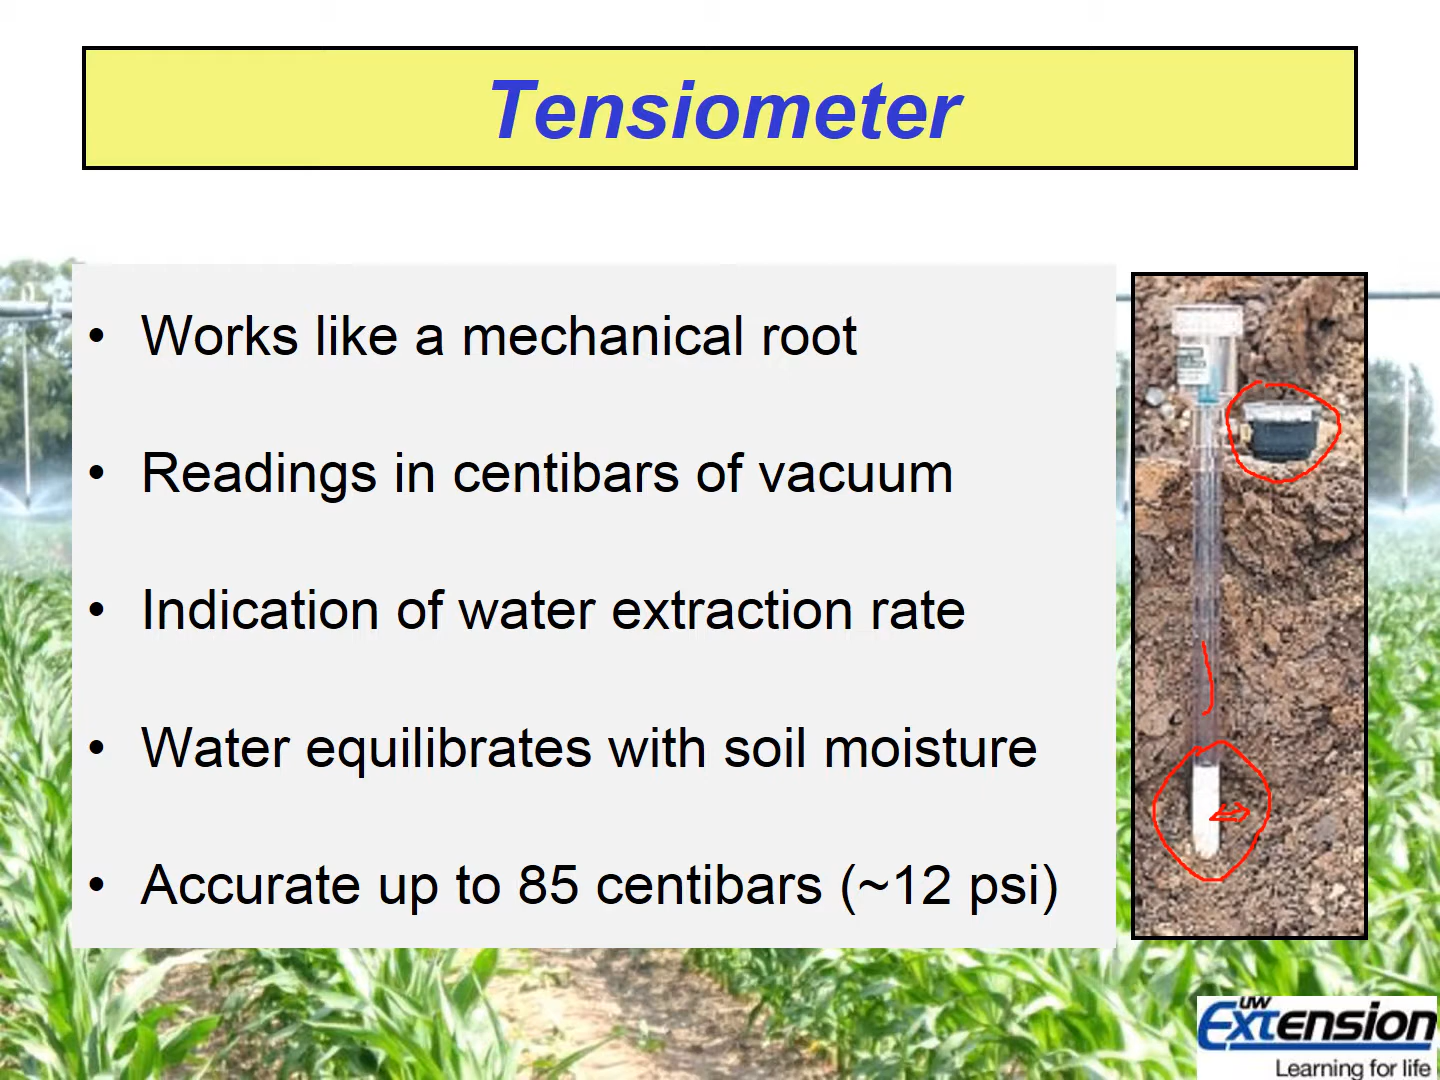 Tensiometer
• Works like a mechanical root
• Readings in centibars of vacuum
• Indication of water extraction rate
• Water equilibrates with soil moisture
• Accurate up to 85 centibars (~12 psi)
UW
Extension
Learning for life